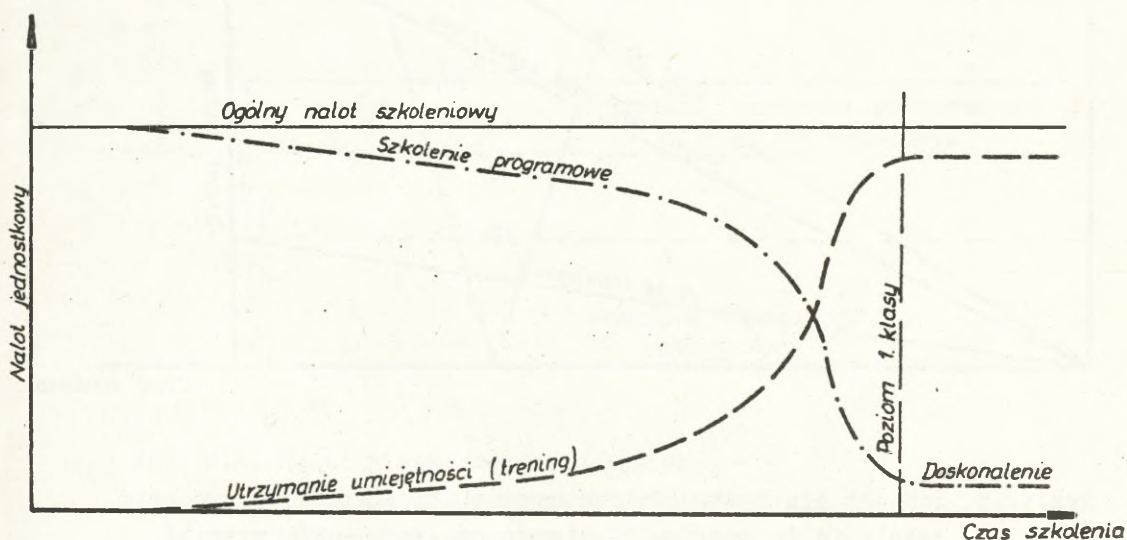 Ogólny nalot szkoleniowy
Szkolenie programowe
Nalot jednostkowy
Poziom 1. klasy
Utrzymanie umiejętności (trening)
Doskonalenie
Czas szkolenia